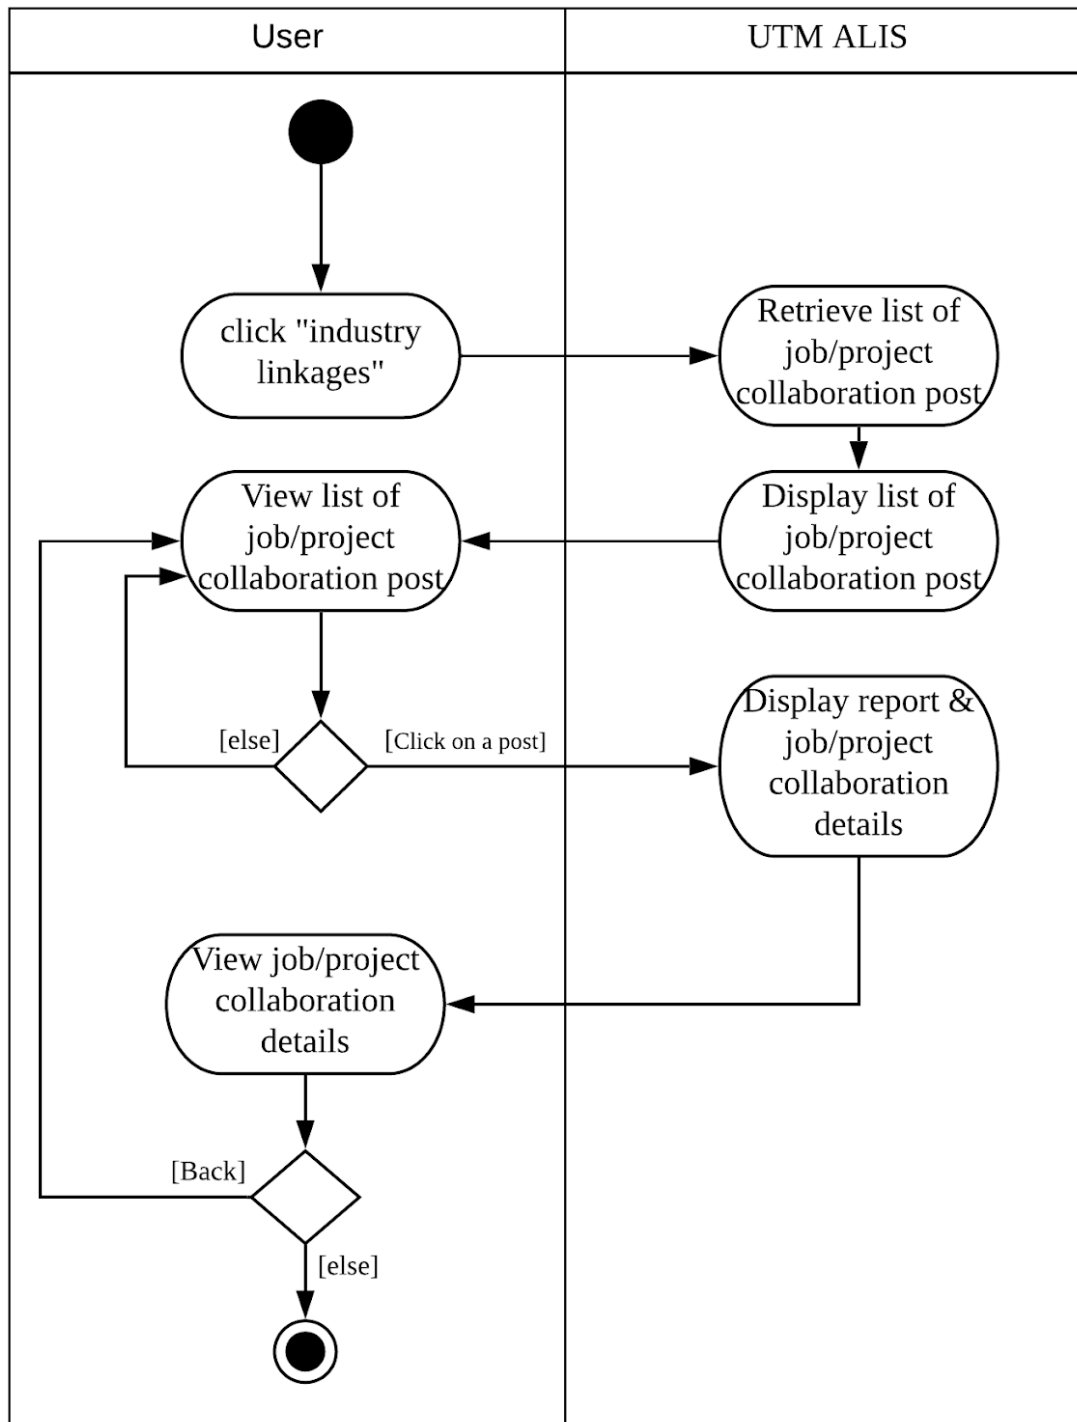 User
UTM ALIS
click "industry
linkages"
Retrieve list of
job/project
collaboration post
View list of
job/project
collaboration post
Display list of
job/project
collaboration post
[else]
[Click on a post]
Display report &
job/project
collaboration
details
View job/project
collaboration
details
[Back]
[else]